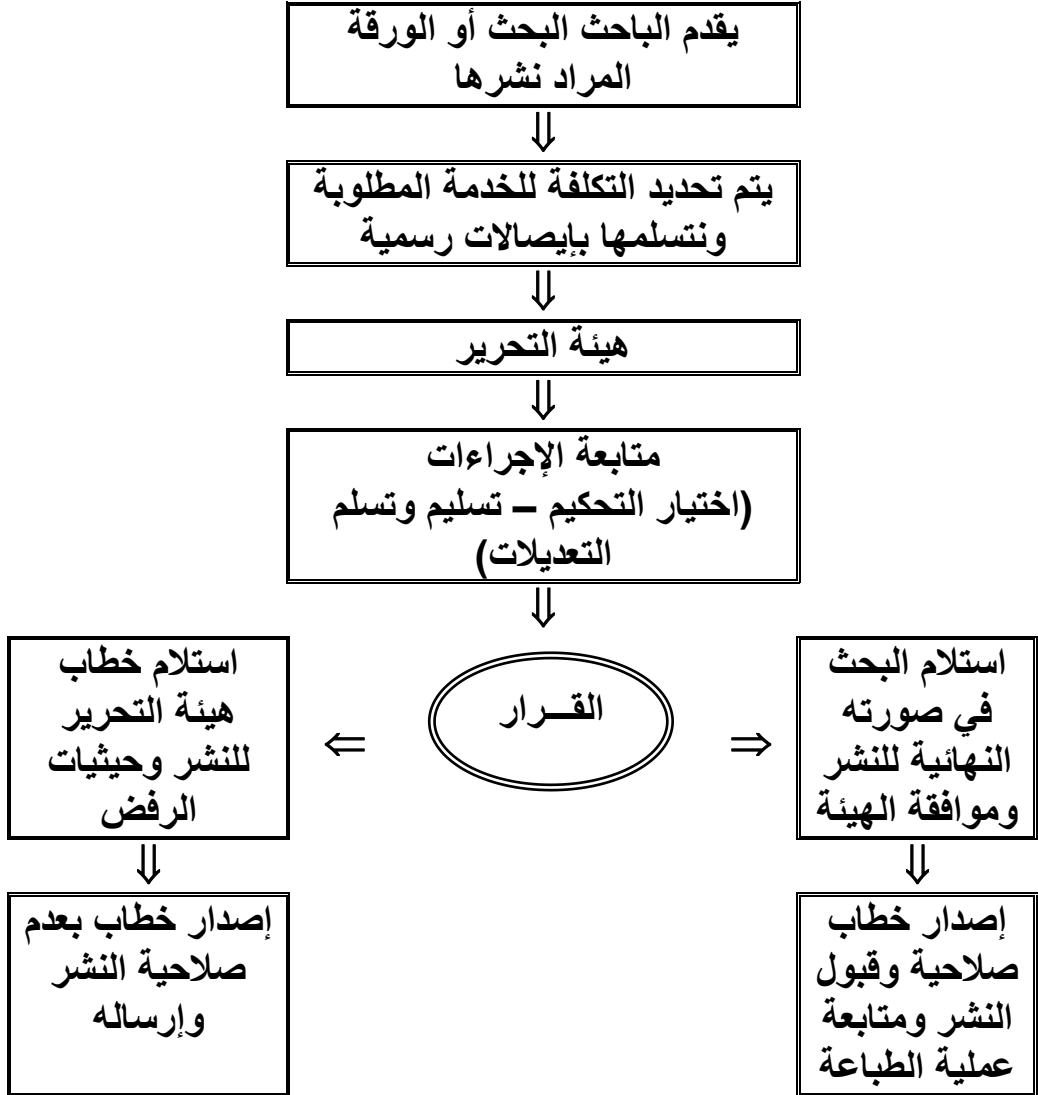 يقدم الباحث البحث أو الورقة
المراد نشرها
⇓
يتم تحديد التكلفة للخدمة المطلوبة
ونتسلمها بإيصالات رسمية
⇓
هيئة التحرير
⇓
متابعة الإجراءات
(اختيار التحكيم – تسليم وتسلم
التعديلات)
⇓
القـــرار
⇒
استلام البحث
في صورته
النهائية للنشر
وموافقة الهيئة
⇓
إصدار خطاب
صلاحية وقبول
النشر ومتابعة
عملية الطباعة
⇐
استلام خطاب
هيئة التحرير
للنشر وحيثيات
الرفض
⇓
إصدار خطاب بعدم
صلاحية النشر
وإرساله